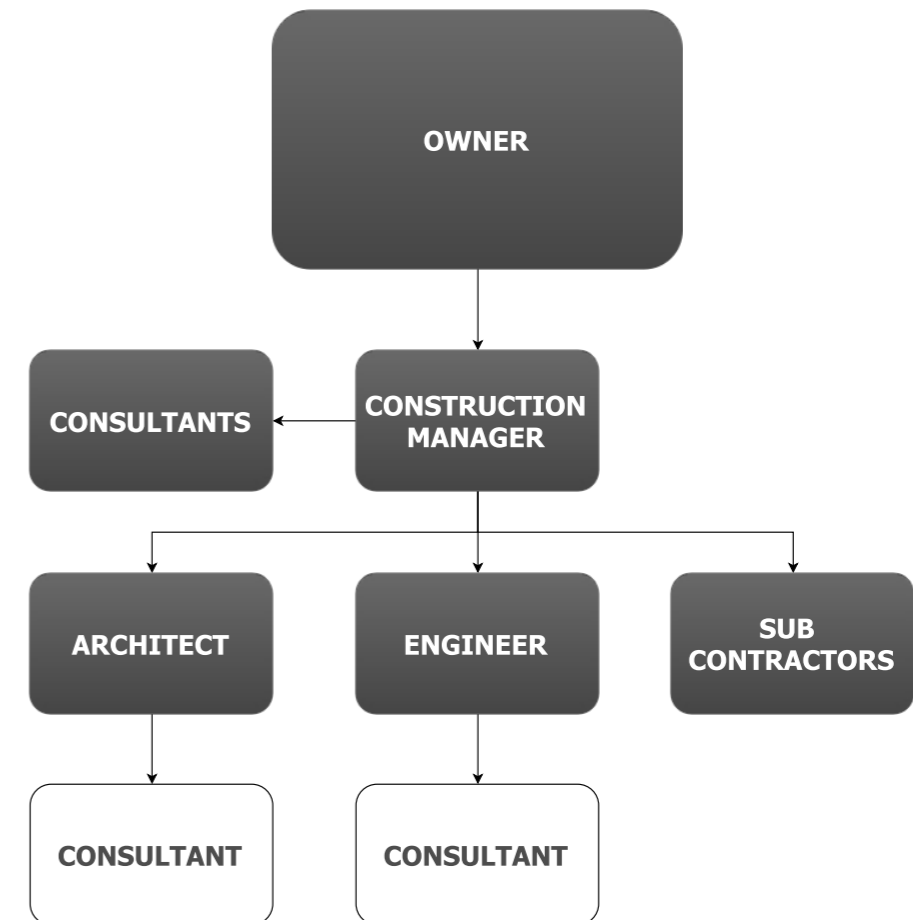 OWNER
CONSULTANTS
CONSTRUCTION
MANAGER
ARCHITECT
ENGINEER
SUB
CONTRACTORS
CONSULTANT
CONSULTANT